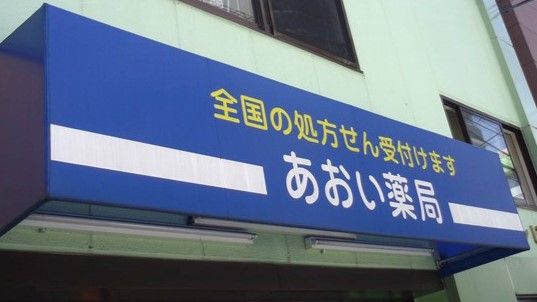 全国の処方せん受付けます
あおい薬局